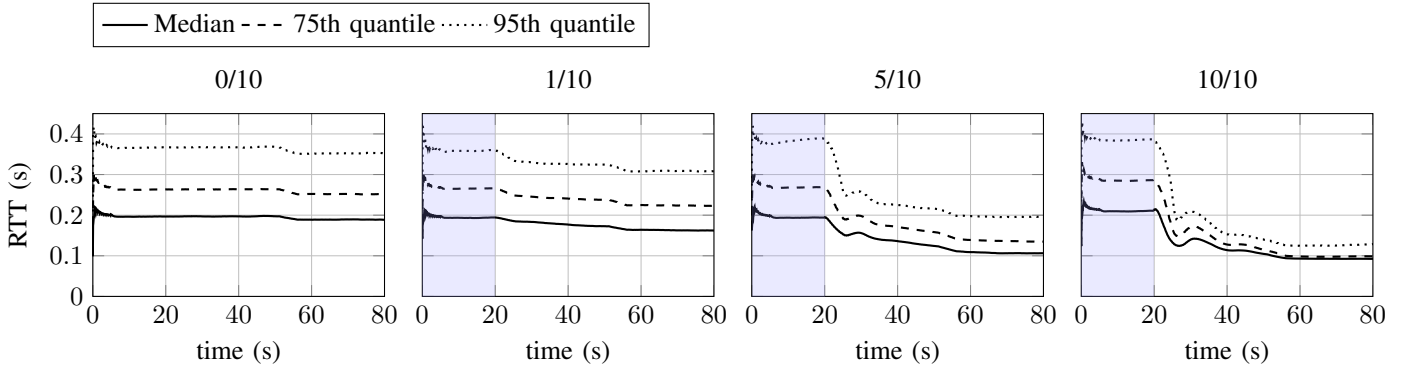 Median 75th quantile 95th quantile
0/10 1/10 5/10 10/10
0.4
0.3
0.2
0.1
0
RTT (s)
0 20 40 60 80 0 20 40 60 80 0 20 40 60 80 0 20 40 60 80
time (s) time (s) time (s) time (s)